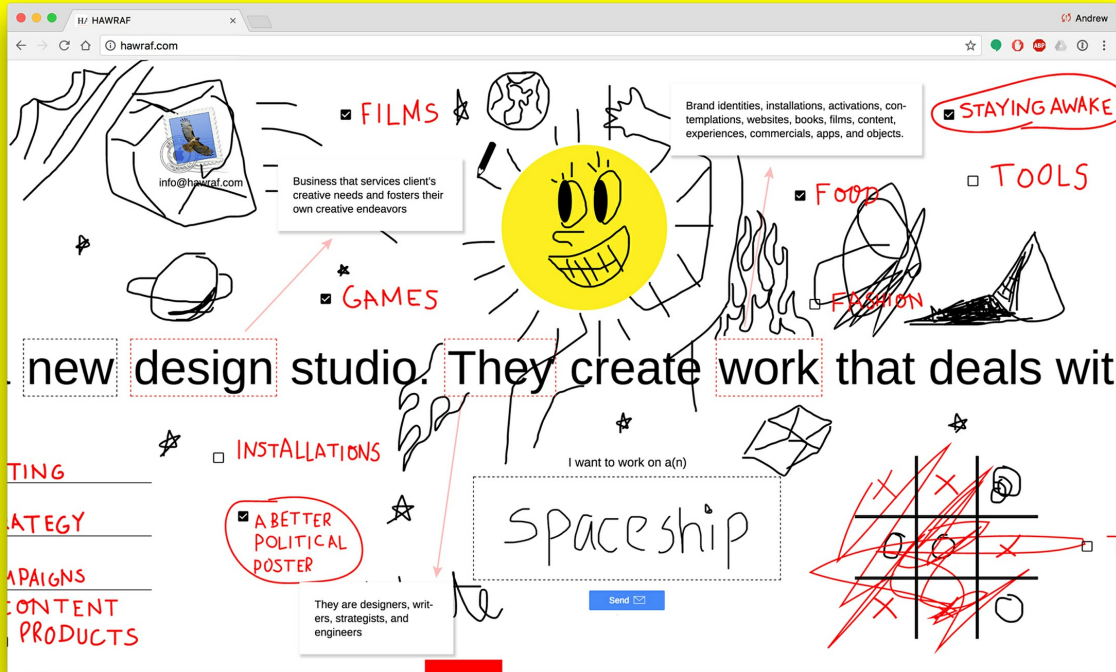 H/ HAWRAF
Andrew
hawraf.com
ABP
FILMS
info@hawraf.com
Business that services client's
creative needs and fosters their
own creative endeavors
Brand identities, installations, activations, con-
templations, websites, books, films, content,
experiences, commercials, apps, and objects.
STAYING AWAKE
TOOLS
FOOD
GAMES
FASHION
new design studio. They create work that deals wit
INSTALLATIONS
TING
ATEGY
MPAIGNS
CONTENT
PRODUCTS
A BETTER
POLITICAL
POSTER
They are designers, writ-
ers, strategists, and
engineers
I want to work on a(n)
spaceship
Send
X X
X
X X